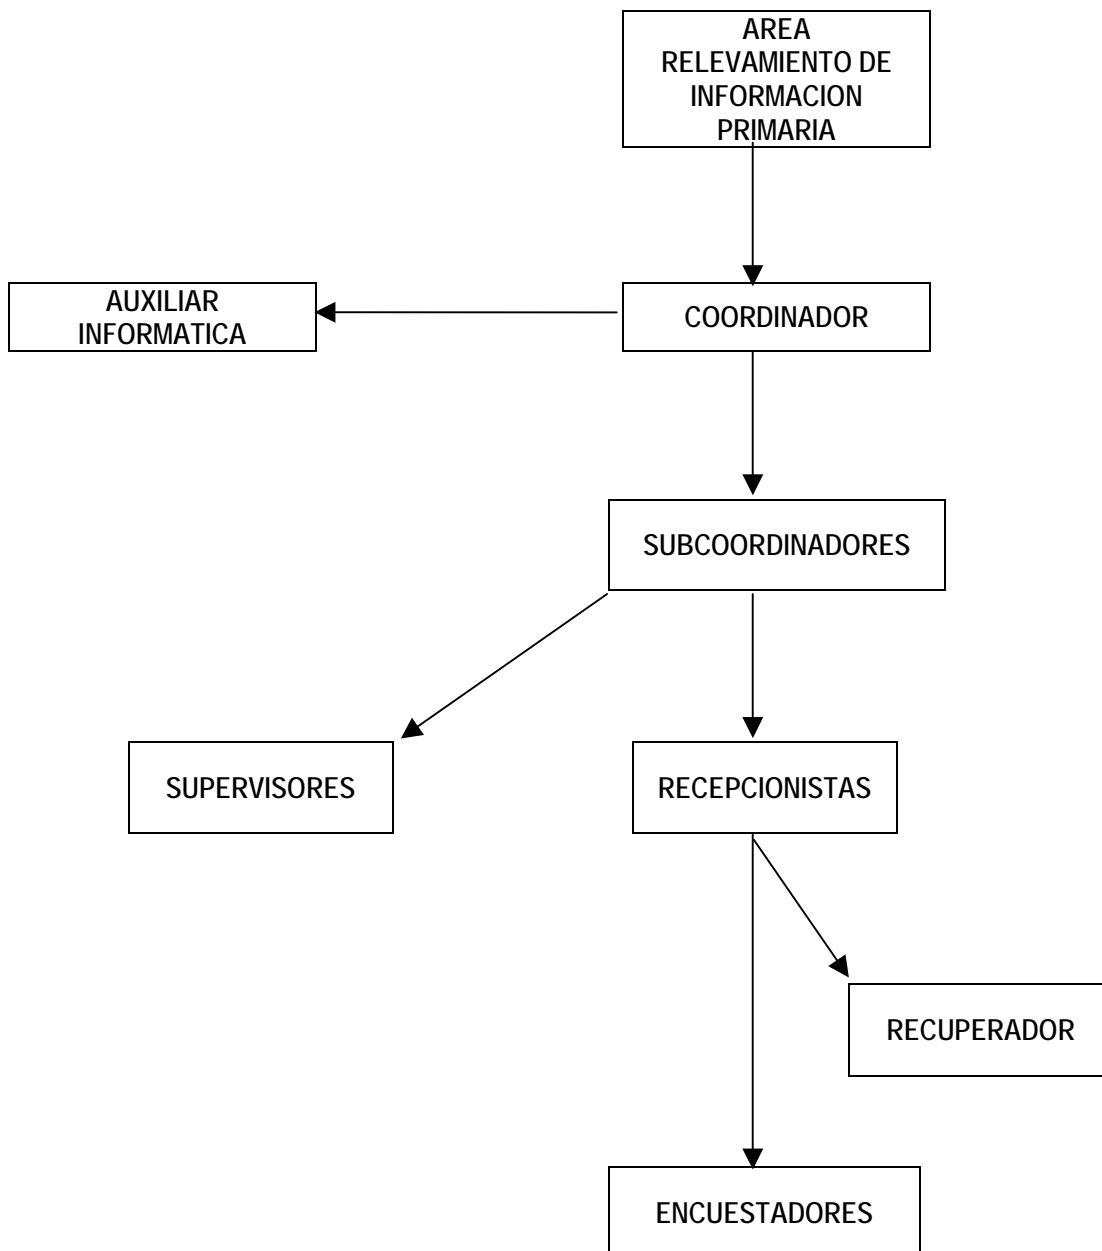 AREA
RELEVAMIENTO DE
INFORMACION
PRIMARIA
AUXILIAR
INFORMATICA
COORDINADOR
SUBCOORDINADORES
SUPERVISORES
RECEPCIONISTAS
RECUPERADOR
ENCUESTADORES